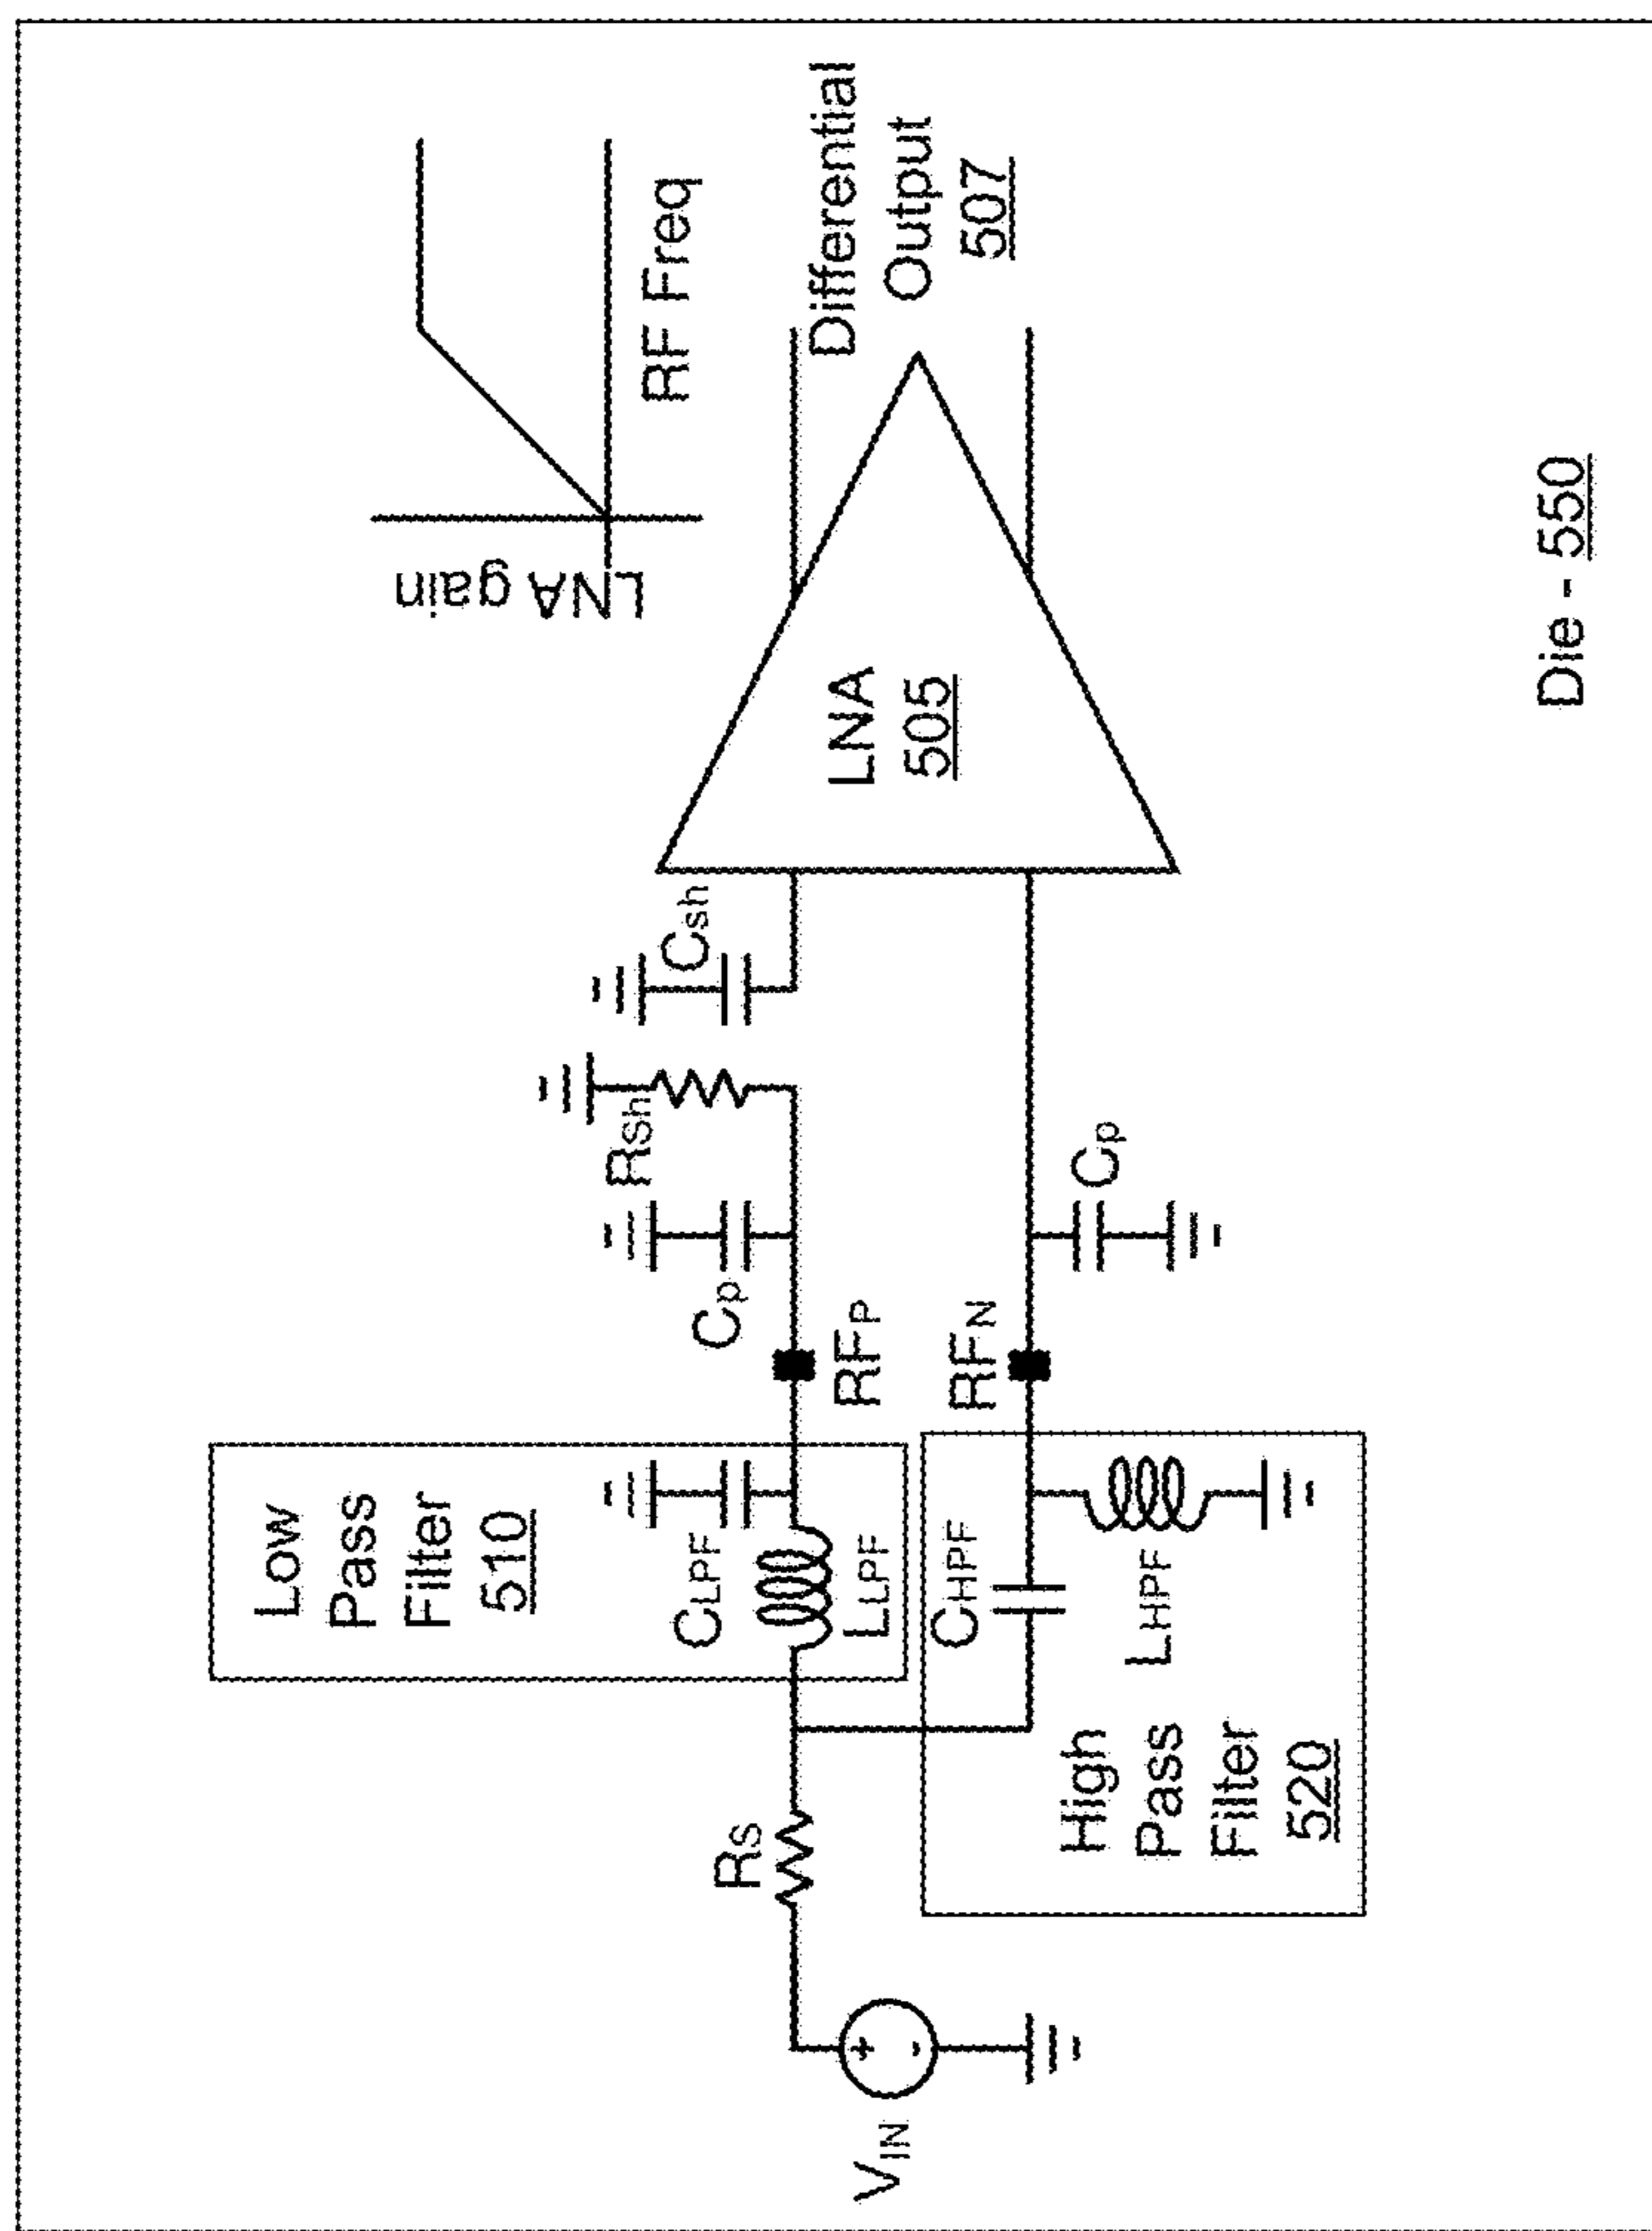 LNA gain
RF Freq
Low
Pass
Filter
510
CLPF
LLPF
RS
VIN
High
Pass
Filter
520
CHPF
LHPF
RFP
RFN
Cp
RSh
Csh
Cp
LNA
505
Differential
Output
507
Die - 550